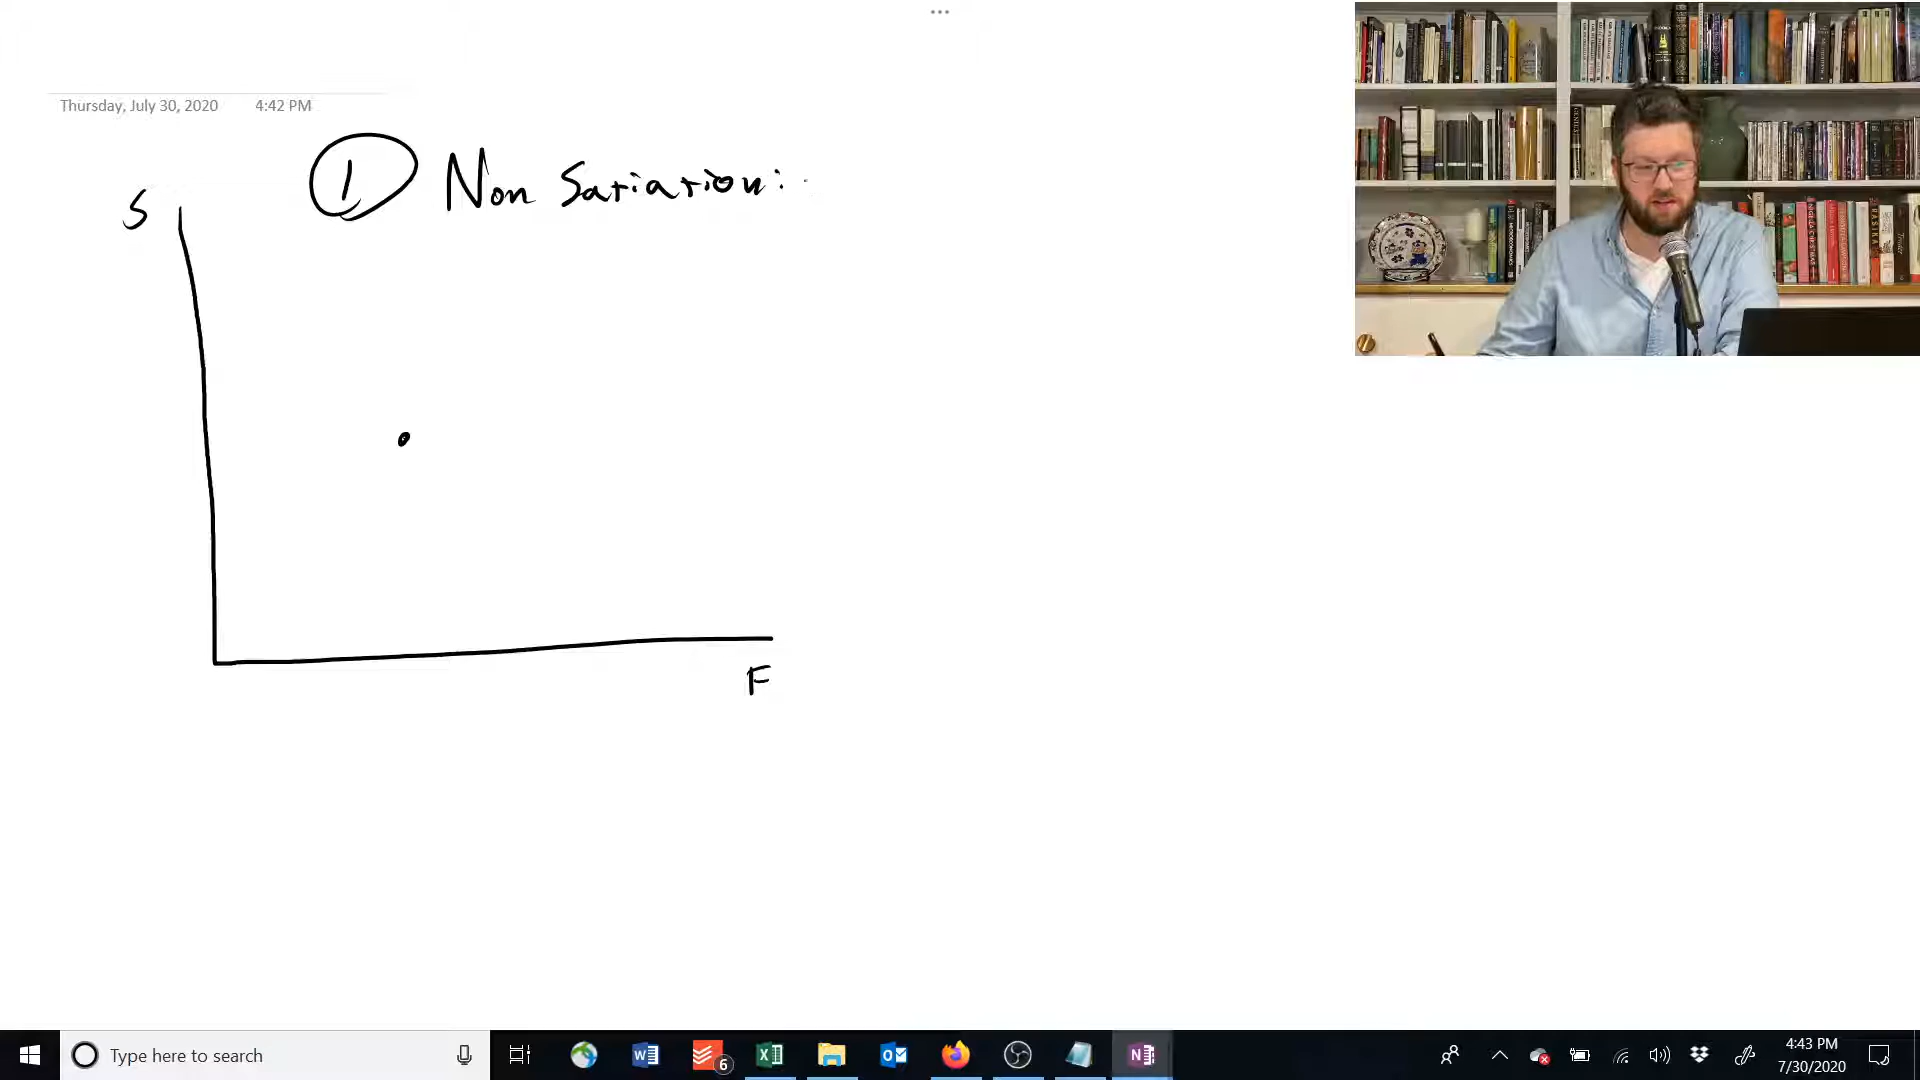 Thursday, July 30, 2020 4:42 PM
1 Non Satiation:
S
F
Type here to search
6
4:43 PM
7/30/2020